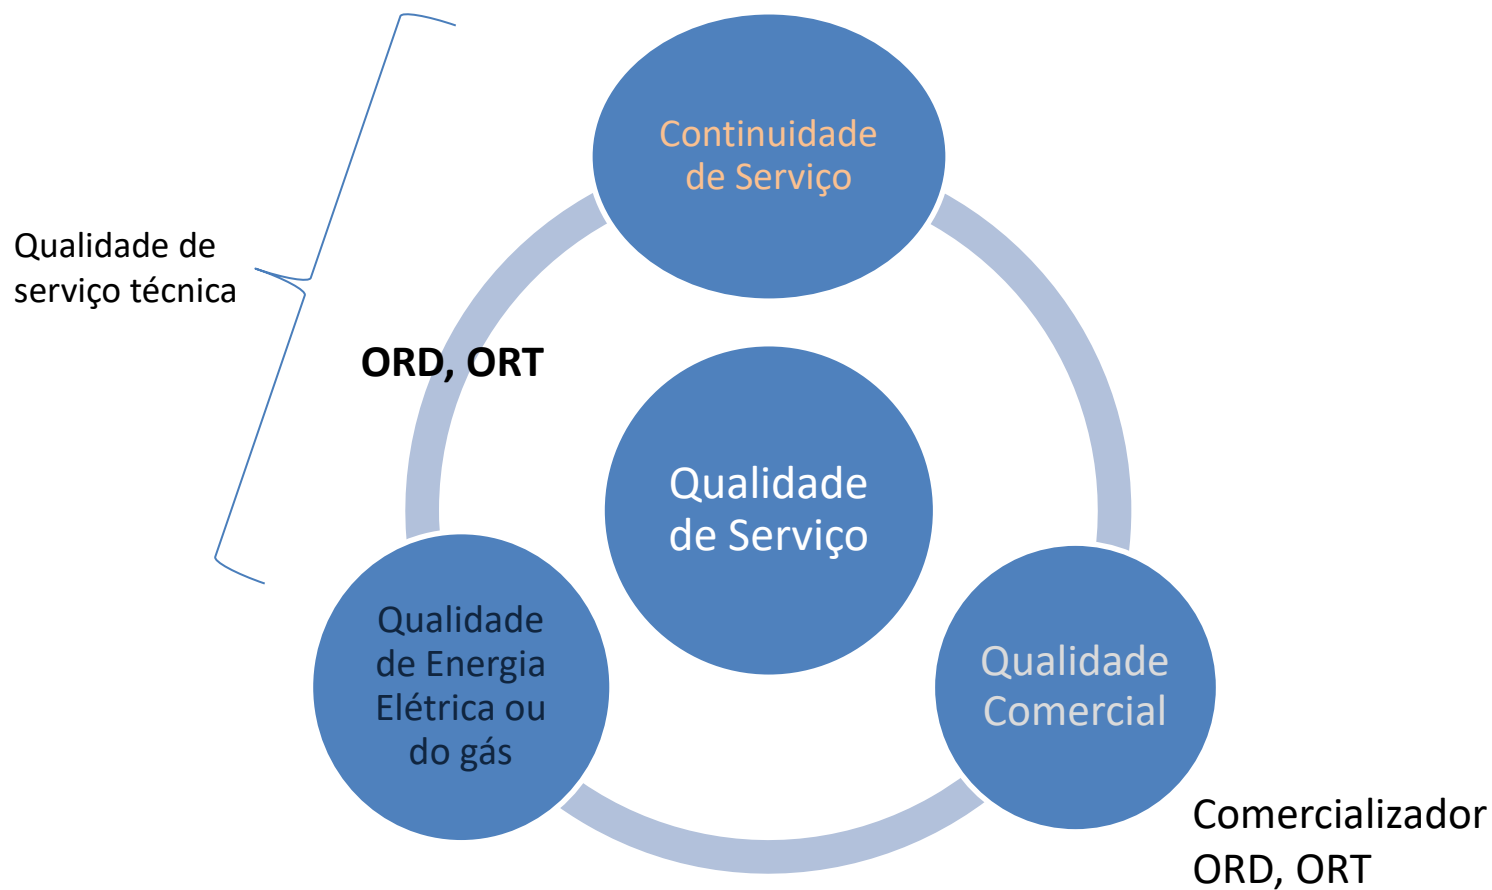 Continuidade
de Serviço
Qualidade de
serviço técnica
ORD, ORT
Qualidade
de Serviço
Qualidade
de Energia
Elétrica ou
do gás
Qualidade
Comercial
Comercializador
ORD, ORT